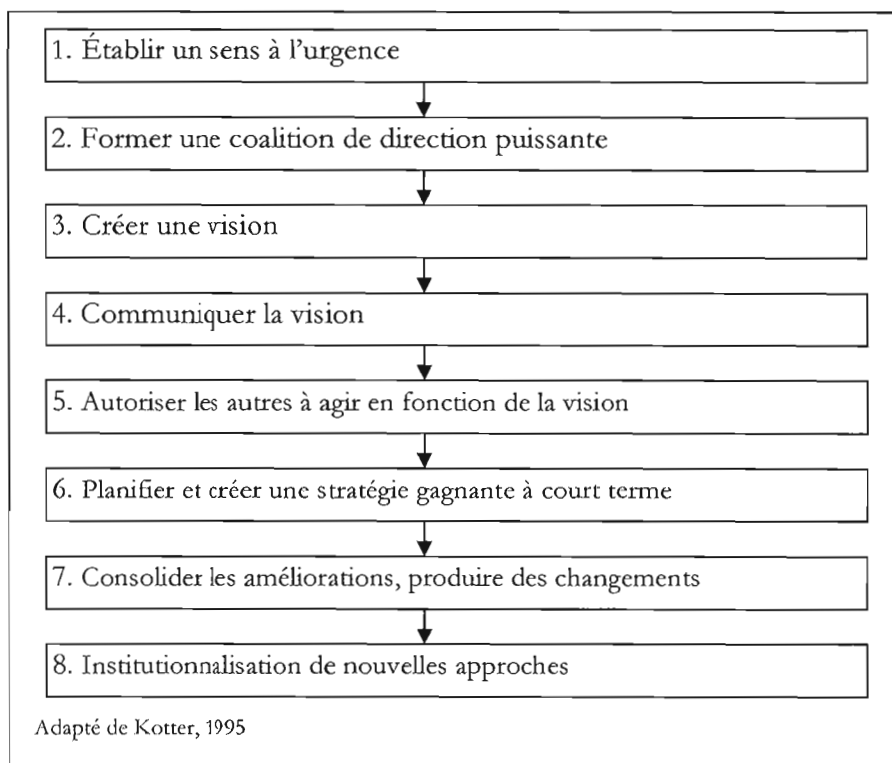 1. Établir un sens à l'urgence
2. Former une coalition de direction puissante
3. Créer une vision
4. Communiquer la vision
5. Autoriser les autres à agir en fonction de la vision
6. Planifier et créer une stratégie gagnante à court terme
7. Consolider les améliorations, produire des changements
8. Institutionnalisation de nouvelles approches
Adapté de Kotter, 1995